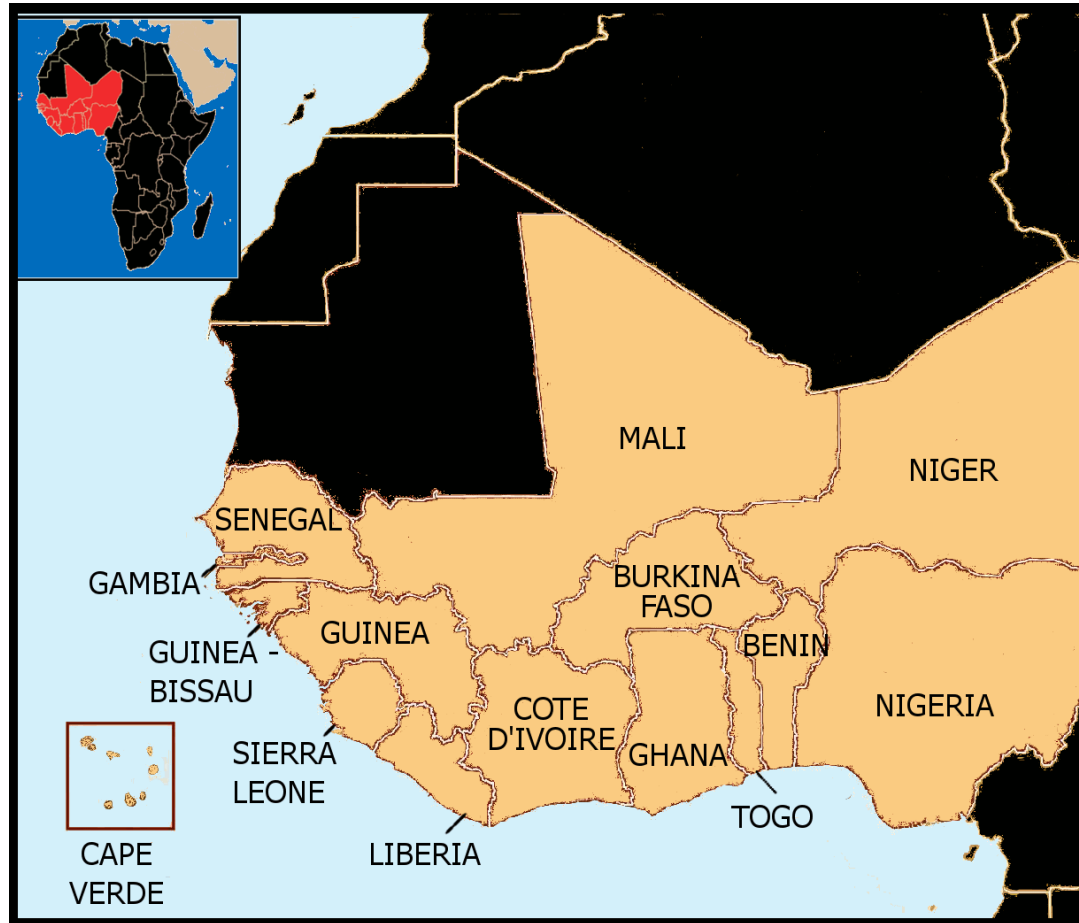 MALI
NIGER
SENEGAL
GAMBIA
BURKINA
FASO
GUINEA
BENIN
GUINEA -
BISSAU
COTE
D'IVOIRE
NIGERIA
GHANA
SIERRA
LEONE
TOGO
LIBERIA
CAPE
VERDE